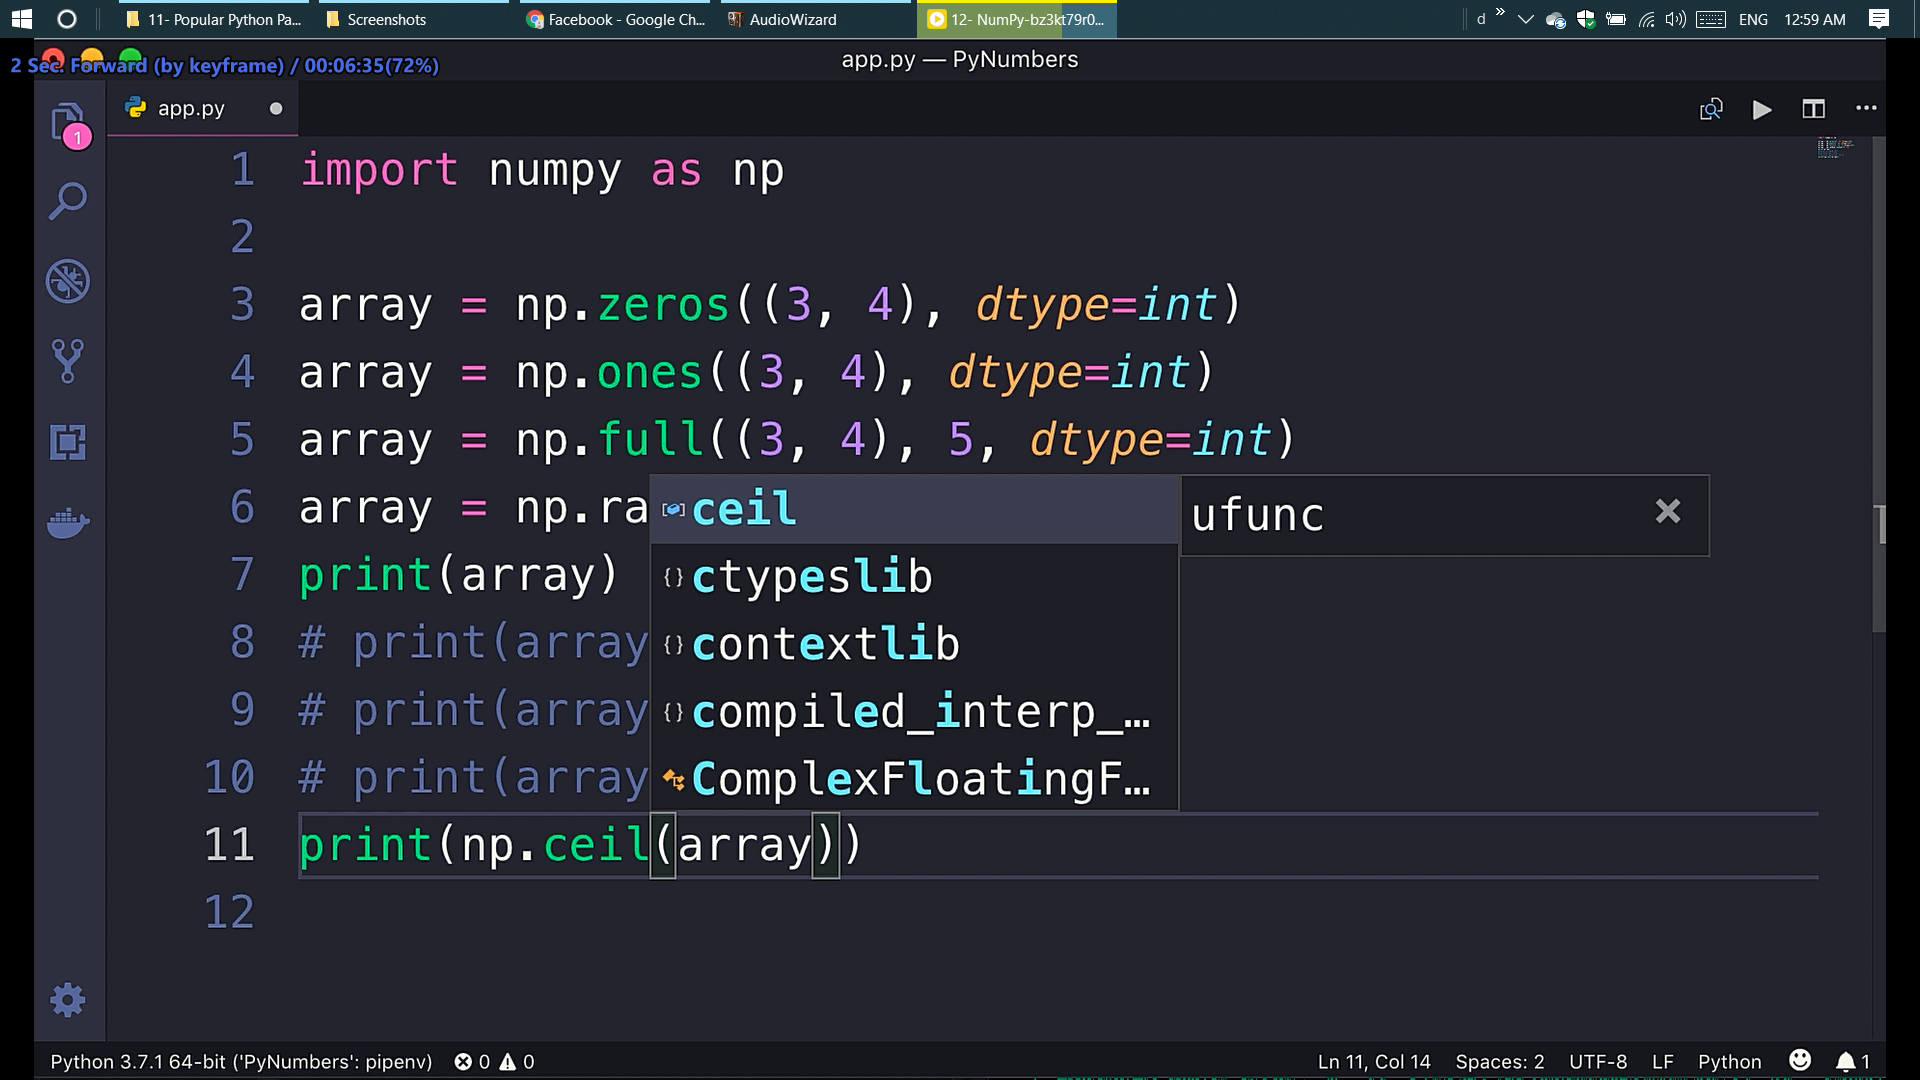 11- Popular Python Pa...
Screenshots
Facebook - Google Ch...
AudioWizard
12- NumPy-bz3kt79r0...
d
ENG
12:59 AM
2 Sec. Forward (by keyframe) / 00:06:35(72%)
app.py — PyNumbers
app.py
1
1 import numpy as np
2
3 array = np.zeros((3, 4), dtype=int)
4 array = np.ones((3, 4), dtype=int)
5 array = np.full((3, 4), 5, dtype=int)
6 array = np.ra
ceil
ufunc
7 print(array)
ctypeslib
8 # print(array
contextlib
9 # print(array
compiled_interp_…
10 # print(array
ComplexFloatingF…
11 print(np.ceil(array))
12
Python 3.7.1 64-bit ('PyNumbers': pipenv)
0
0
Ln 11, Col 14
Spaces: 2
UTF-8
LF
Python
1